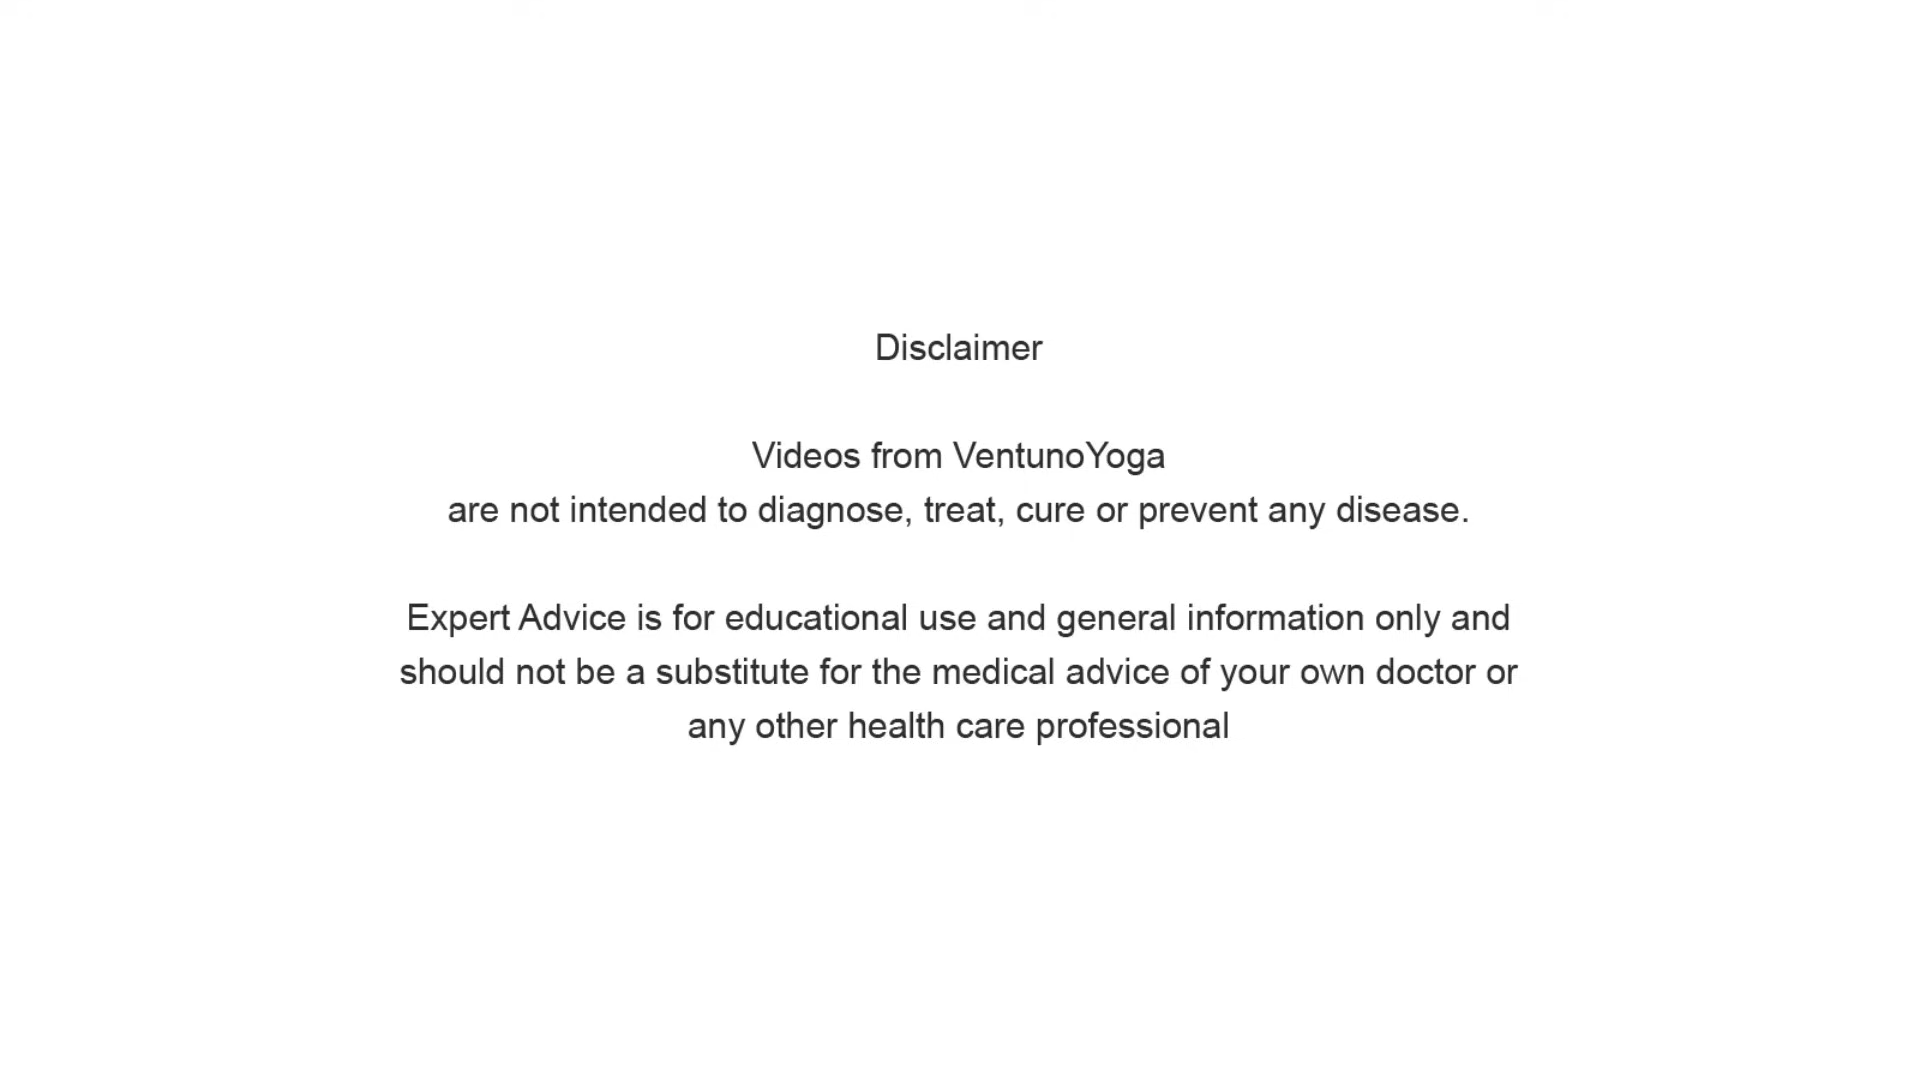 Disclaimer
Videos from VentunoYoga
are not intended to diagnose, treat, cure or prevent any disease.
Expert Advice is for educational use and general information only and
should not be a substitute for the medical advice of your own doctor or
any other health care professional